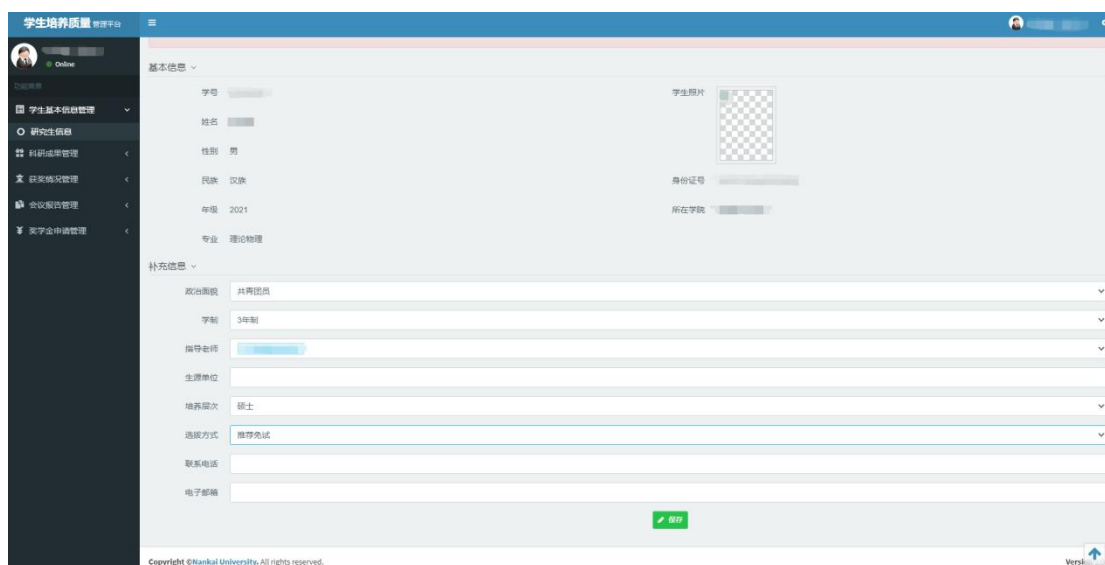 学生培养质量 管理平台
Online
功能菜单
学生基本信息管理
研究生信息
科研成果管理
获奖情况管理
会议报告管理
奖学金申请管理
基本信息
学号
学生照片
姓名
性别 男
民族 汉族
身份证号
年级 2021
所在学院
专业 理论物理
补充信息
政治面貌 共青团员
学制 3年制
指导老师
生源单位
培养层次 硕士
选拔方式 推荐免试
联系电话
电子邮箱
保存
Copyright ©Nankai University. All rights reserved.